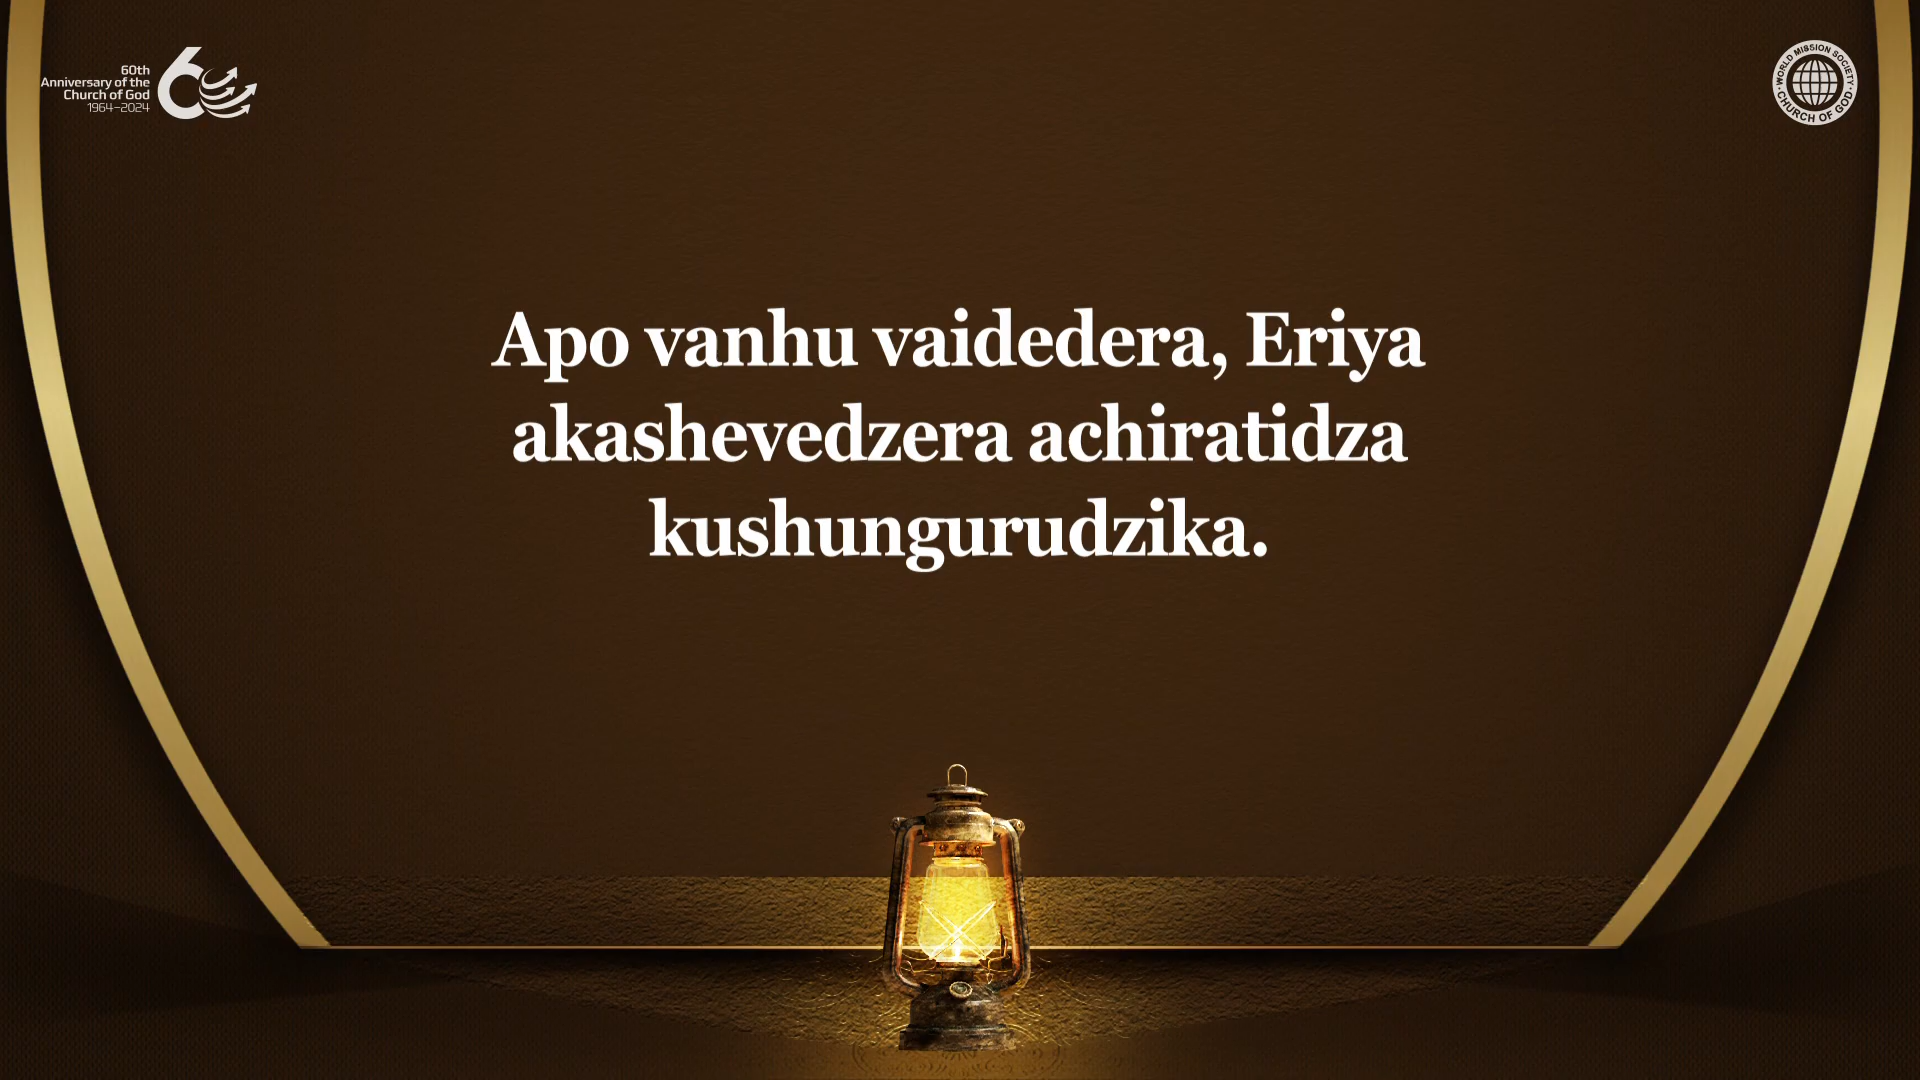 60th
Anniversary of the
Church of God
1964–2024
WORLD MISSION SOCIETY
CHURCH OF GOD
Apo vanhu vaidedera, Eriya
akashevedzera achiratidza
kushungurudzika.